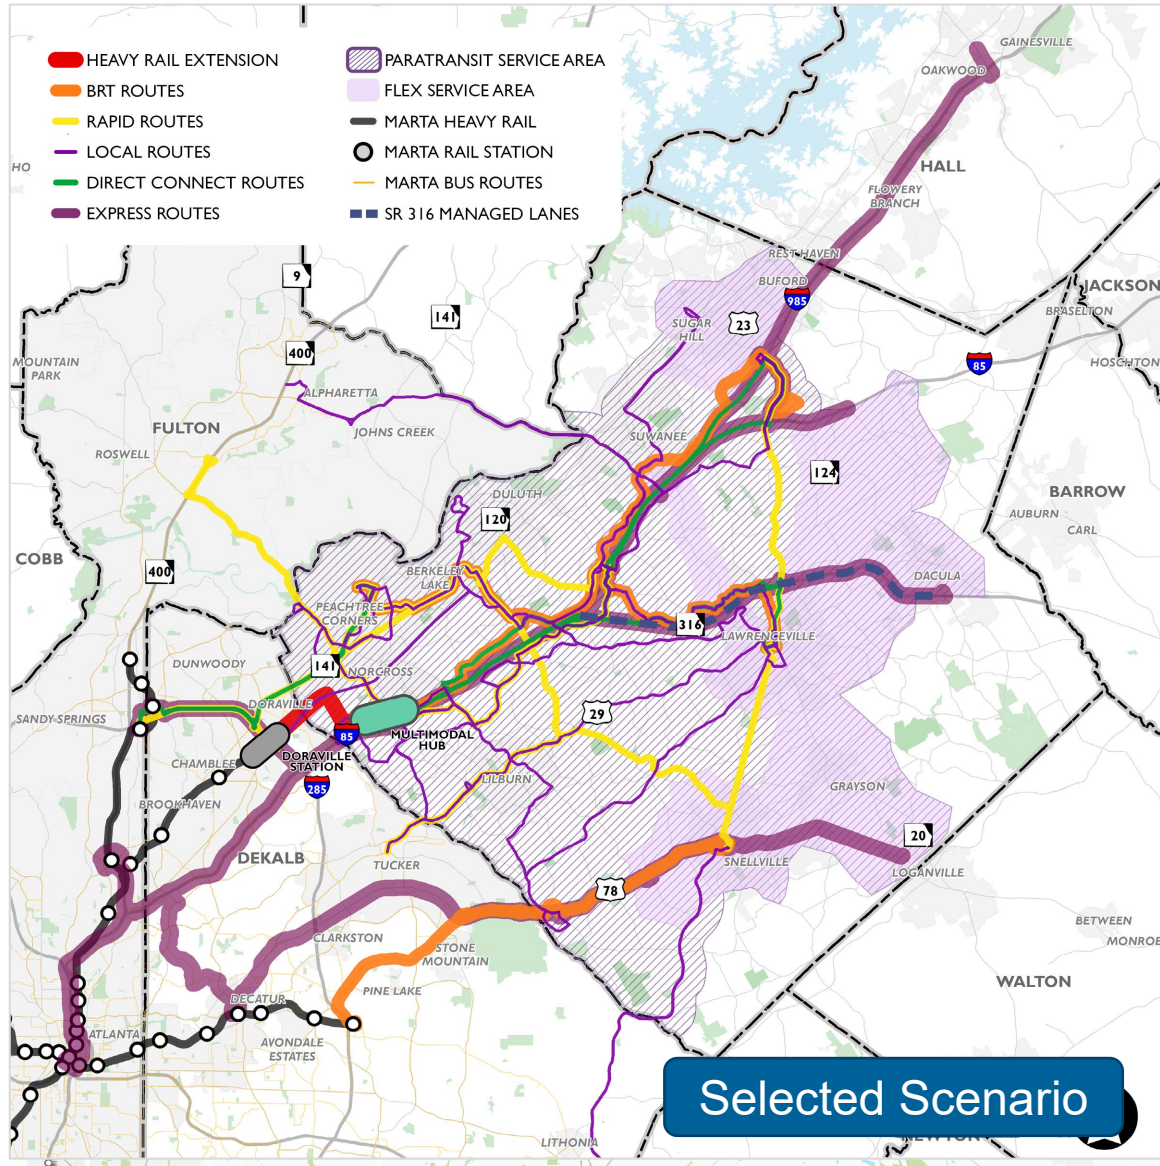 HEAVY RAIL EXTENSION
BRT ROUTES
RAPID ROUTES
LOCAL ROUTES
DIRECT CONNECT ROUTES
EXPRESS ROUTES
PARATRANSIT SERVICE AREA
FLEX SERVICE AREA
MARTA HEAVY RAIL
MARTA RAIL STATION
MARTA BUS ROUTES
SR 316 MANAGED LANES
GAINESVILLE
OAKWOOD
HALL
FLOWERY
BRANCH
HO
REST HAVEN
BUFORD
985
9
141
23
SUGAR
HILL
JACKSON
BRASELTON
400
MOUNTAIN
PARK
85
HOSCHTON
ALPHARETTA
FULTON
JOHNS CREEK
ROSWELL
SUWANEE
124
DULUTH
120
BARROW
AUBURN
CARL
COBB
400
BERKELEY
LAKE
DACULA
PEACHTREE
CORNERS
316
LAWRENCEVILLE
DUNWOODY
141
NORCROSS
DORAVILLE
SANDY SPRINGS
29
85
MULTIMODAL
HUB
DORAVILLE
STATION
CHAMBLEE
285
LILBURN
GRAYSON
BROOKHAVEN
20
DEKALB
TUCKER
SNELLVILLE
LOGANVILLE
78
BETWEEN
CLARKSTON
STONE
MOUNTAIN
MONROE
WALTON
PINE LAKE
DECATUR
ATLANTA
AVONDALE
ESTATES
Selected Scenario
LITHONIA
NEWTON